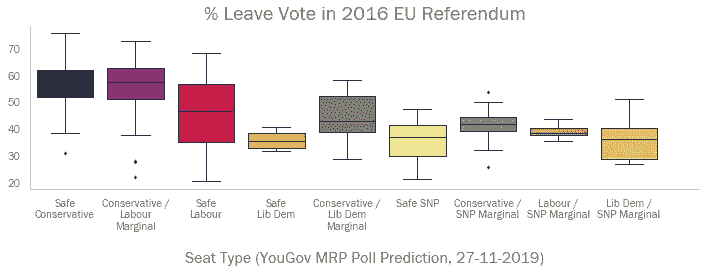 % Leave Vote in 2016 EU Referendum
70
60
50
40
30
20
Safe
Conservative
Conservative /
Labour
Marginal
Safe
Labour
Safe
Lib Dem
Conservative /
Lib Dem
Marginal
Safe SNP
Conservative /
SNP Marginal
Labour /
SNP Marginal
Lib Dem /
SNP Marginal
Seat Type (YouGov MRP Poll Prediction, 27-11-2019)